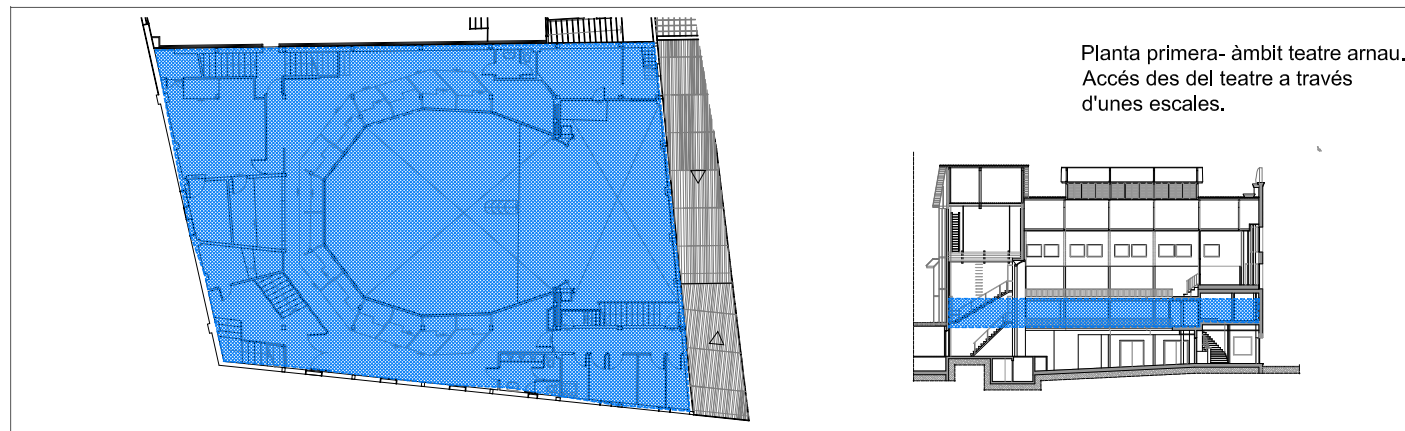 Planta primera- àmbit teatre arnau.
Accés des del teatre a través
d'unes escales.